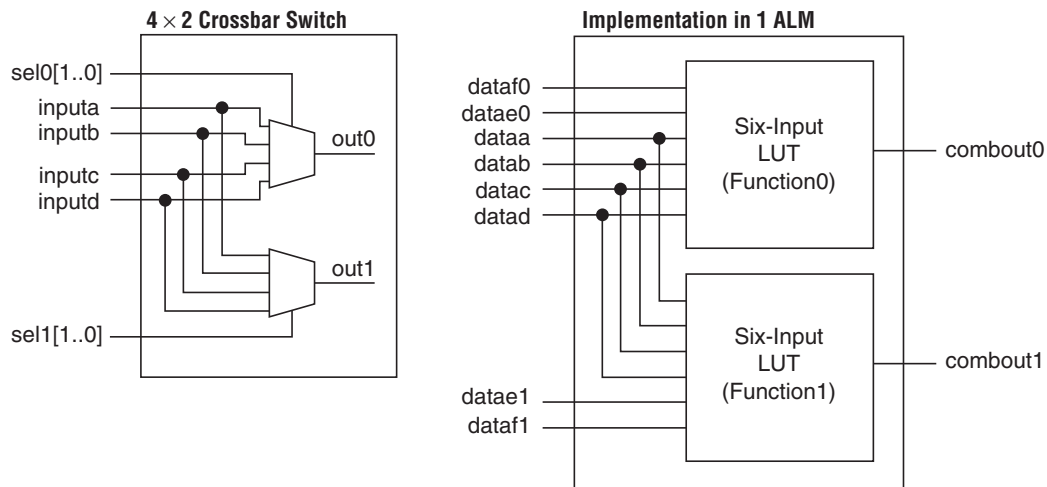 4 × 2 Crossbar Switch
sel0[1..0]
inputa
inputb
inputc
inputd
out0
out1
sel1[1..0]
Implementation in 1 ALM
dataf0
datae0
dataa
datab
datac
datad
Six-Input
LUT
(Function0)
combout0
Six-Input
LUT
(Function1)
combout1
datae1
dataf1